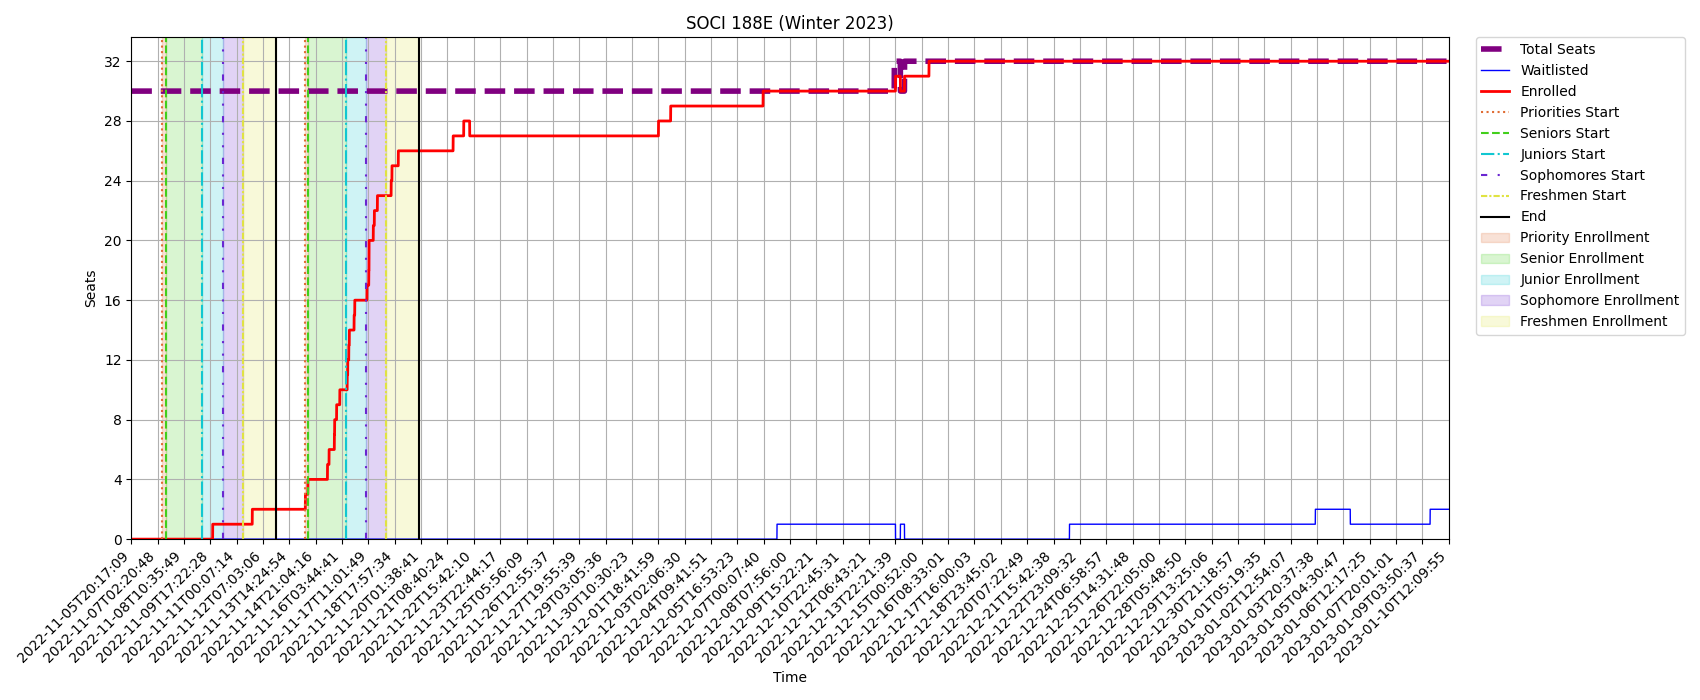 SOCI 188E (Winter 2023)
Seats
32
28
24
20
16
12
8
4
0
2022-11-05T20:17:09
2022-11-07T02:20:48
2022-11-08T10:35:49
2022-11-09T17:22:28
2022-11-11T00:07:14
2022-11-12T07:03:06
2022-11-13T14:24:54
2022-11-14T21:04:16
2022-11-16T03:44:41
2022-11-17T11:01:49
2022-11-18T17:57:34
2022-11-20T01:38:41
2022-11-21T08:40:24
2022-11-22T15:42:10
2022-11-23T22:44:17
2022-11-25T05:56:09
2022-11-26T12:55:37
2022-11-27T19:55:39
2022-11-29T03:05:36
2022-11-30T10:30:23
2022-12-01T18:41:59
2022-12-03T02:06:30
2022-12-04T09:41:51
2022-12-05T16:53:23
2022-12-07T00:07:40
2022-12-08T07:56:00
2022-12-09T15:22:21
2022-12-10T22:45:31
2022-12-12T06:43:21
2022-12-13T21:21:39
2022-12-15T00:52:00
2022-12-16T08:33:01
2022-12-17T16:00:03
2022-12-18T23:45:02
2022-12-20T07:22:49
2022-12-21T15:42:38
2022-12-22T23:09:32
2022-12-24T06:58:57
2022-12-25T14:31:48
2022-12-26T22:05:00
2022-12-28T05:48:50
2022-12-29T13:25:06
2022-12-30T21:18:57
2023-01-01T05:19:35
2023-01-02T12:54:07
2023-01-03T20:37:38
2023-01-05T04:30:47
2023-01-06T12:17:25
2023-01-07T20:01:01
2023-01-09T03:50:37
2023-01-10T12:09:55
Time
Total Seats
Waitlisted
Enrolled
Priorities Start
Seniors Start
Juniors Start
Sophomores Start
Freshmen Start
End
Priority Enrollment
Senior Enrollment
Junior Enrollment
Sophomore Enrollment
Freshmen Enrollment